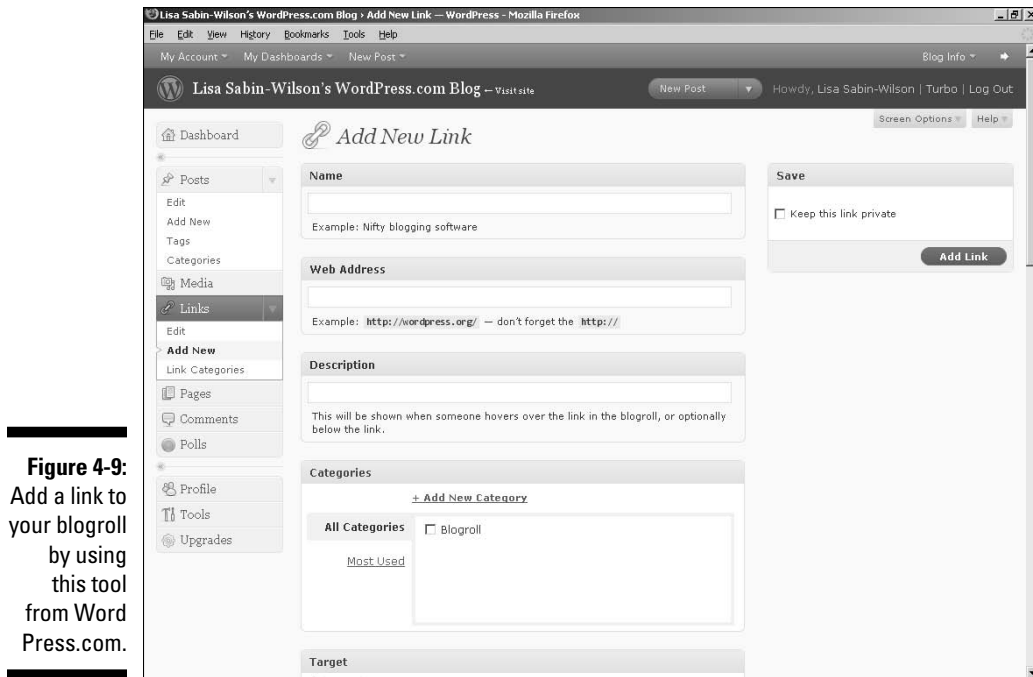 Lisa Sabin-Wilson's WordPress.com Blog › Add New Link — WordPress - Mozilla Firefox
File Edit View History Bookmarks Tools Help
My Account My Dashboards New Post Blog Info
Lisa Sabin-Wilson's WordPress.com Blog – Visit site New Post Howdy, Lisa Sabin-Wilson | Turbo | Log Out
Screen Options Help
Dashboard
Posts
Edit
Add New
Tags
Categories
Media
Links
Edit
Add New
Link Categories
Pages
Comments
Polls
Profile
Tools
Upgrades
Add New Link
Name
Example: Nifty blogging software
Web Address
Example: http://wordpress.org/ — don't forget the http://
Description
This will be shown when someone hovers over the link in the blogroll, or optionally
below the link.
Categories
+ Add New Category
All Categories
Most Used
Blogroll
Target
Save
Keep this link private
Add Link
Figure 4-9:
Add a link to
your blogroll
by using
this tool
from Word
Press.com.